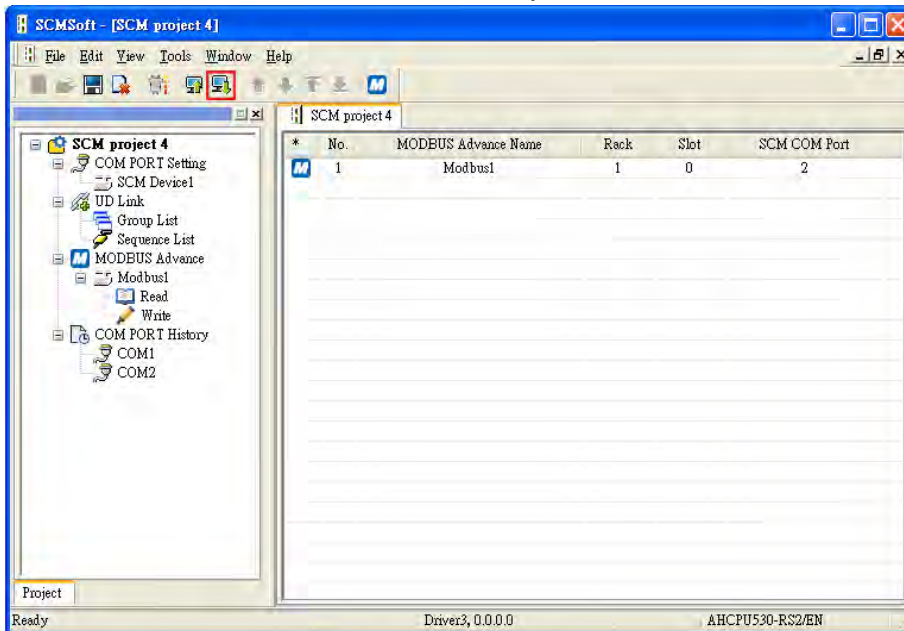 SCMSoft - [SCM project 4]
File Edit View Tools Window Help
SCM project 4
* No. MODBUS Advance Name Rack Slot SCM COM Port
M 1 Modbus1 1 0 2
SCM project 4
COM PORT Setting
SCM Device1
UD Link
Group List
Sequence List
M MODBUS Advance
Modbus1
Read
Write
COM PORT History
COM1
COM2
Project
Ready Driver3, 0.0.0.0 AHCPU530-RS2/EN